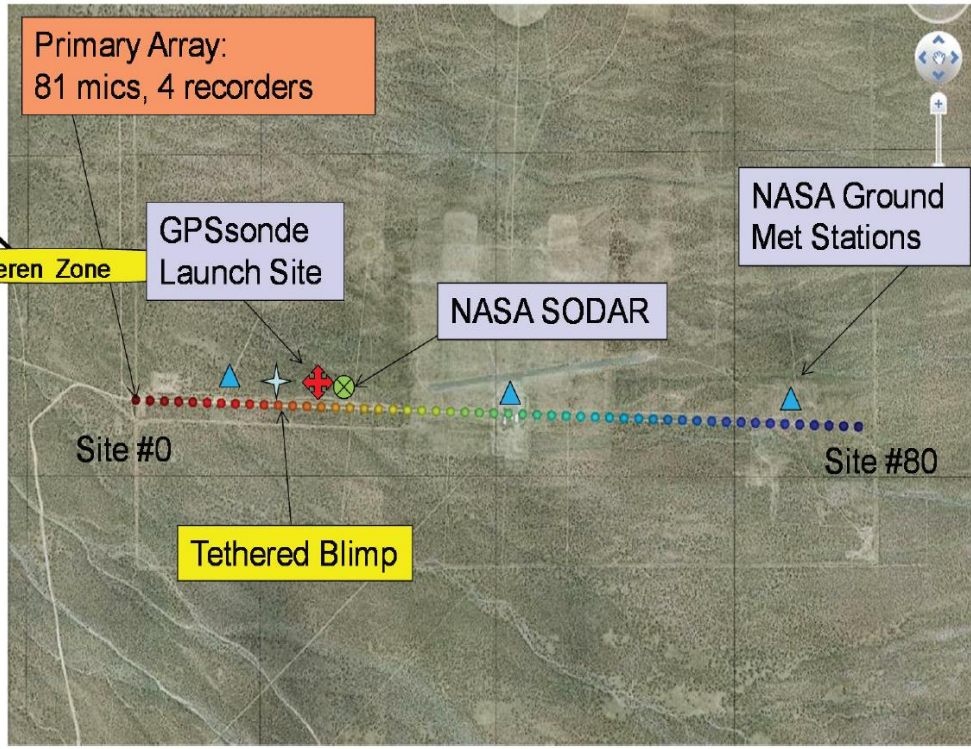 Primary Array:
81 mics, 4 recorders
NASA Ground
Met Stations
GPSsonde
Launch Site
eren Zone
NASA SODAR
Site #0
Site #80
Tethered Blimp